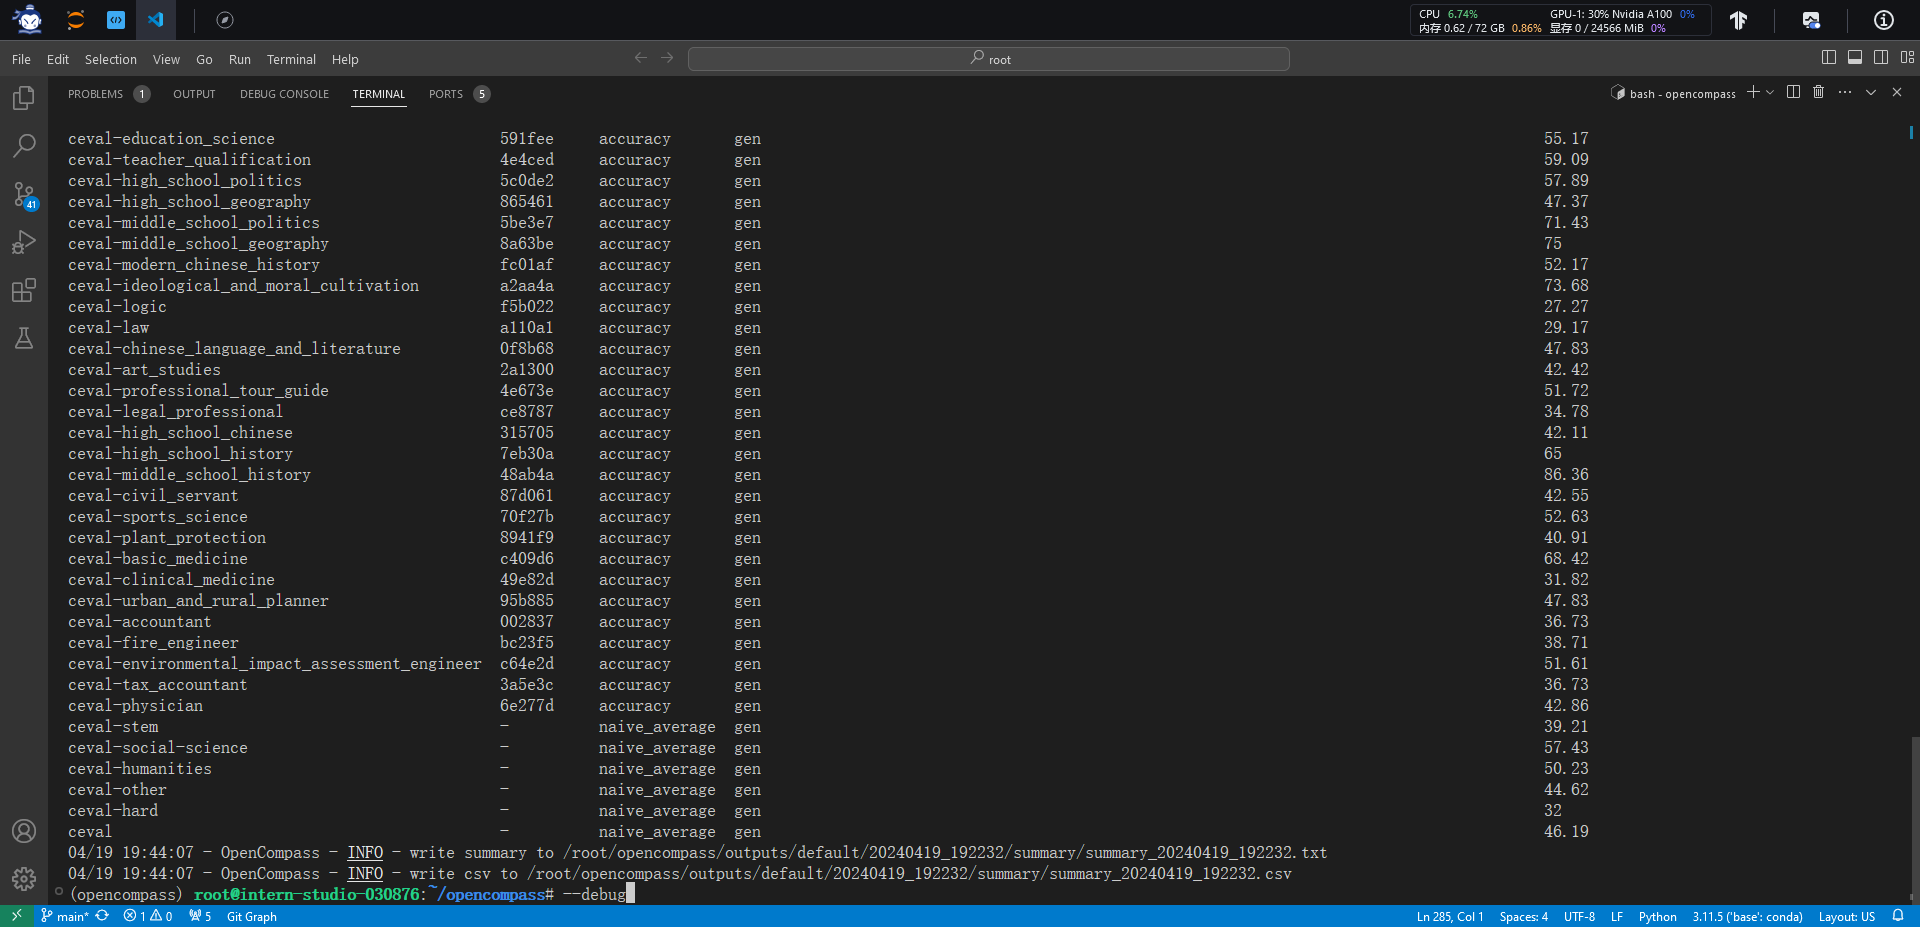 CPU 6.74% GPU-1: 30% Nvidia A100 0%
内存 0.62 / 72 GB 0.86% 显存 0 / 24566 MiB 0%
File Edit Selection View Go Run Terminal Help
root
PROBLEMS 1 OUTPUT DEBUG CONSOLE TERMINAL PORTS 5
bash - opencompass
ceval-education_science 591fee accuracy gen 55.17
ceval-teacher_qualification 4e4ced accuracy gen 59.09
ceval-high_school_politics 5c0de2 accuracy gen 57.89
ceval-high_school_geography 865461 accuracy gen 47.37
ceval-middle_school_politics 5be3e7 accuracy gen 71.43
ceval-middle_school_geography 8a63be accuracy gen 75
ceval-modern_chinese_history fc01af accuracy gen 52.17
ceval-ideological_and_moral_cultivation a2aa4a accuracy gen 73.68
ceval-logic f5b022 accuracy gen 27.27
ceval-law a110a1 accuracy gen 29.17
ceval-chinese_language_and_literature 0f8b68 accuracy gen 47.83
ceval-art_studies 2a1300 accuracy gen 42.42
ceval-professional_tour_guide 4e673e accuracy gen 51.72
ceval-legal_professional ce8787 accuracy gen 34.78
ceval-high_school_chinese 315705 accuracy gen 42.11
ceval-high_school_history 7eb30a accuracy gen 65
ceval-middle_school_history 48ab4a accuracy gen 86.36
ceval-civil_servant 87d061 accuracy gen 42.55
ceval-sports_science 70f27b accuracy gen 52.63
ceval-plant_protection 8941f9 accuracy gen 40.91
ceval-basic_medicine c409d6 accuracy gen 68.42
ceval-clinical_medicine 49e82d accuracy gen 31.82
ceval-urban_and_rural_planner 95b885 accuracy gen 47.83
ceval-accountant 002837 accuracy gen 36.73
ceval-fire_engineer bc23f5 accuracy gen 38.71
ceval-environmental_impact_assessment_engineer c64e2d accuracy gen 51.61
ceval-tax_accountant 3a5e3c accuracy gen 36.73
ceval-physician 6e277d accuracy gen 42.86
ceval-stem - naive_average gen 39.21
ceval-social-science - naive_average gen 57.43
ceval-humanities - naive_average gen 50.23
ceval-other - naive_average gen 44.62
ceval-hard - naive_average gen 32
ceval - naive_average gen 46.19
04/19 19:44:07 - OpenCompass - INFO - write summary to /root/opencompass/outputs/default/20240419_192232/summary/summary_20240419_192232.txt
04/19 19:44:07 - OpenCompass - INFO - write csv to /root/opencompass/outputs/default/20240419_192232/summary/summary_20240419_192232.csv
(opencompass) root@intern-studio-030876:~/opencompass# --debug
41
main* 1 0 5 Git Graph Ln 285, Col 1 Spaces: 4 UTF-8 LF Python 3.11.5 ('base': conda) Layout: US